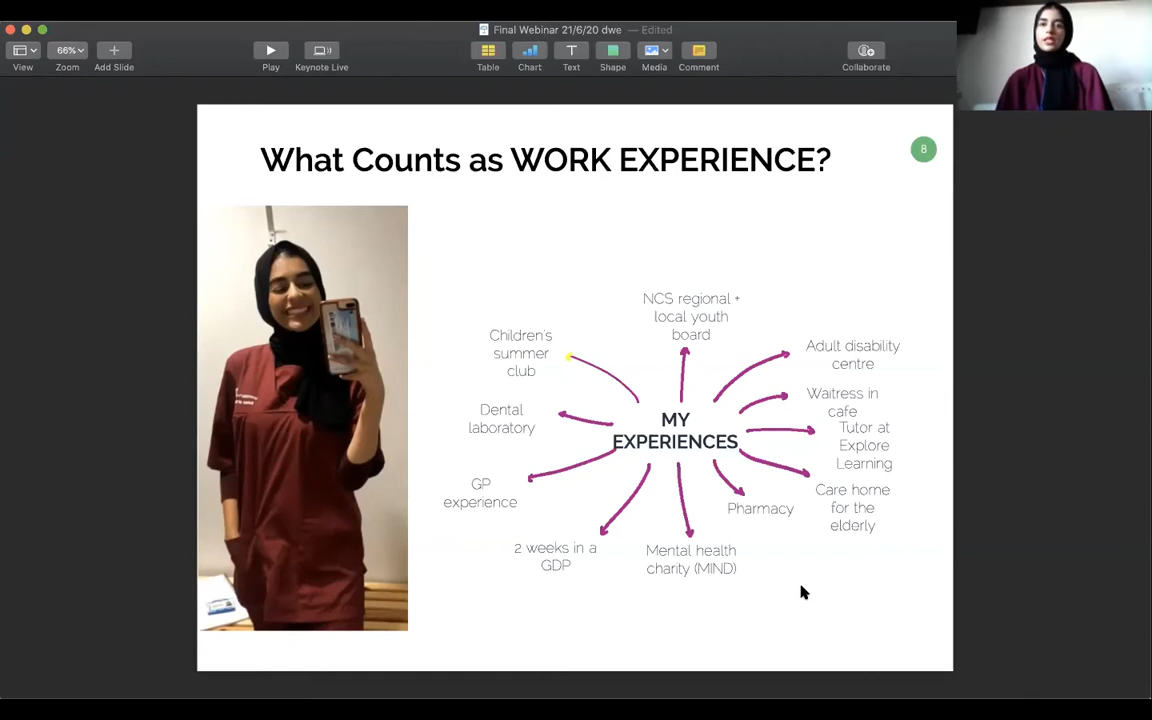 Final Webinar 21/6/20 dwe — Edited
66%
View
Zoom
Add Slide
Play
Keynote Live
Table
Chart
Text
Shape
Media
Comment
Collaborate
What Counts as WORK EXPERIENCE?
8
NCS regional +
local youth
board
Children's
summer
club
Adult disability
centre
Waitress in
cafe
Dental
laboratory
MY
EXPERIENCES
Tutor at
Explore
Learning
GP
experience
Care home
for the
elderly
Pharmacy
2 weeks in a
GDP
Mental health
charity (MIND)